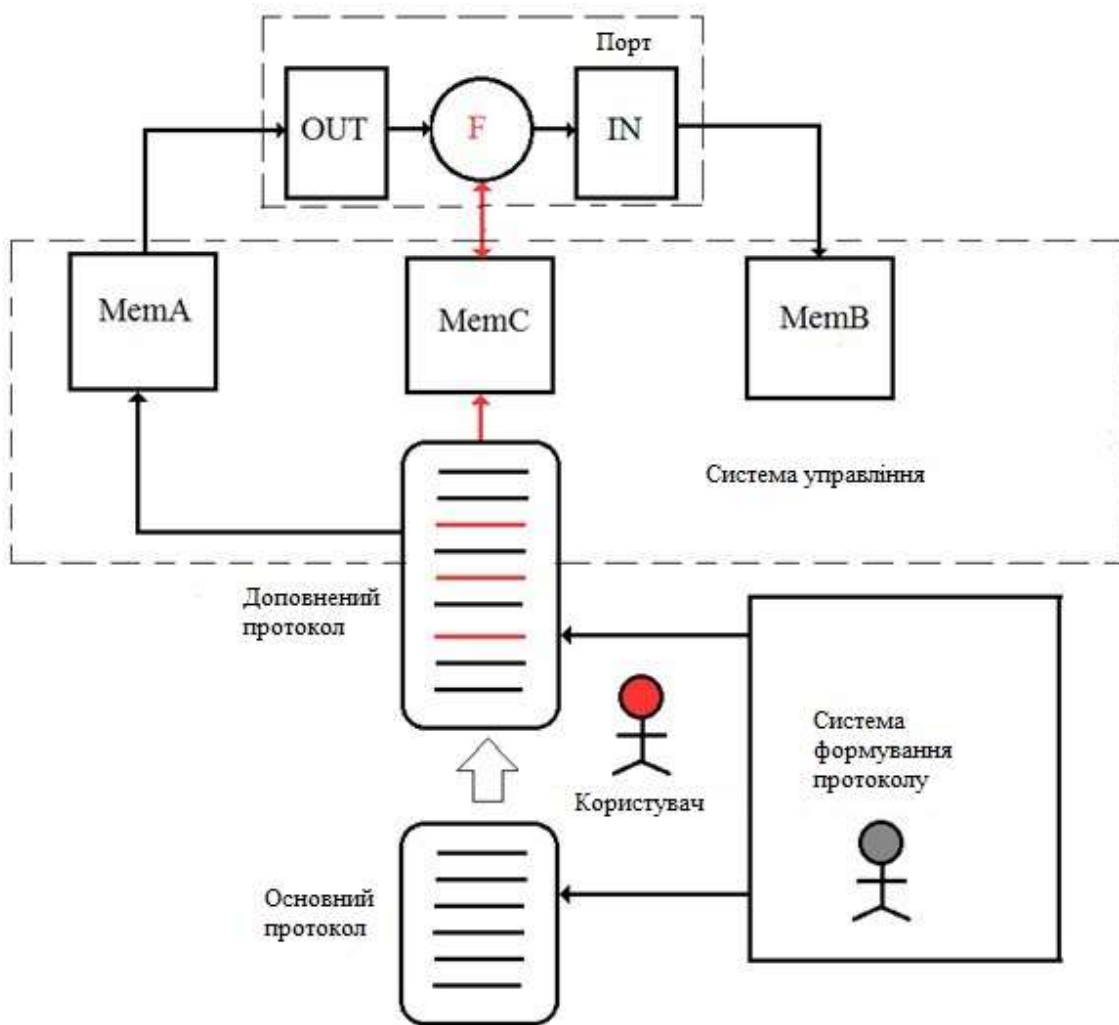 Порт
OUT
F
IN
MemA
MemC
MemB
Система управління
Доповнений
протокол
Система
формування
протоколу
Користувач
Основний
протокол